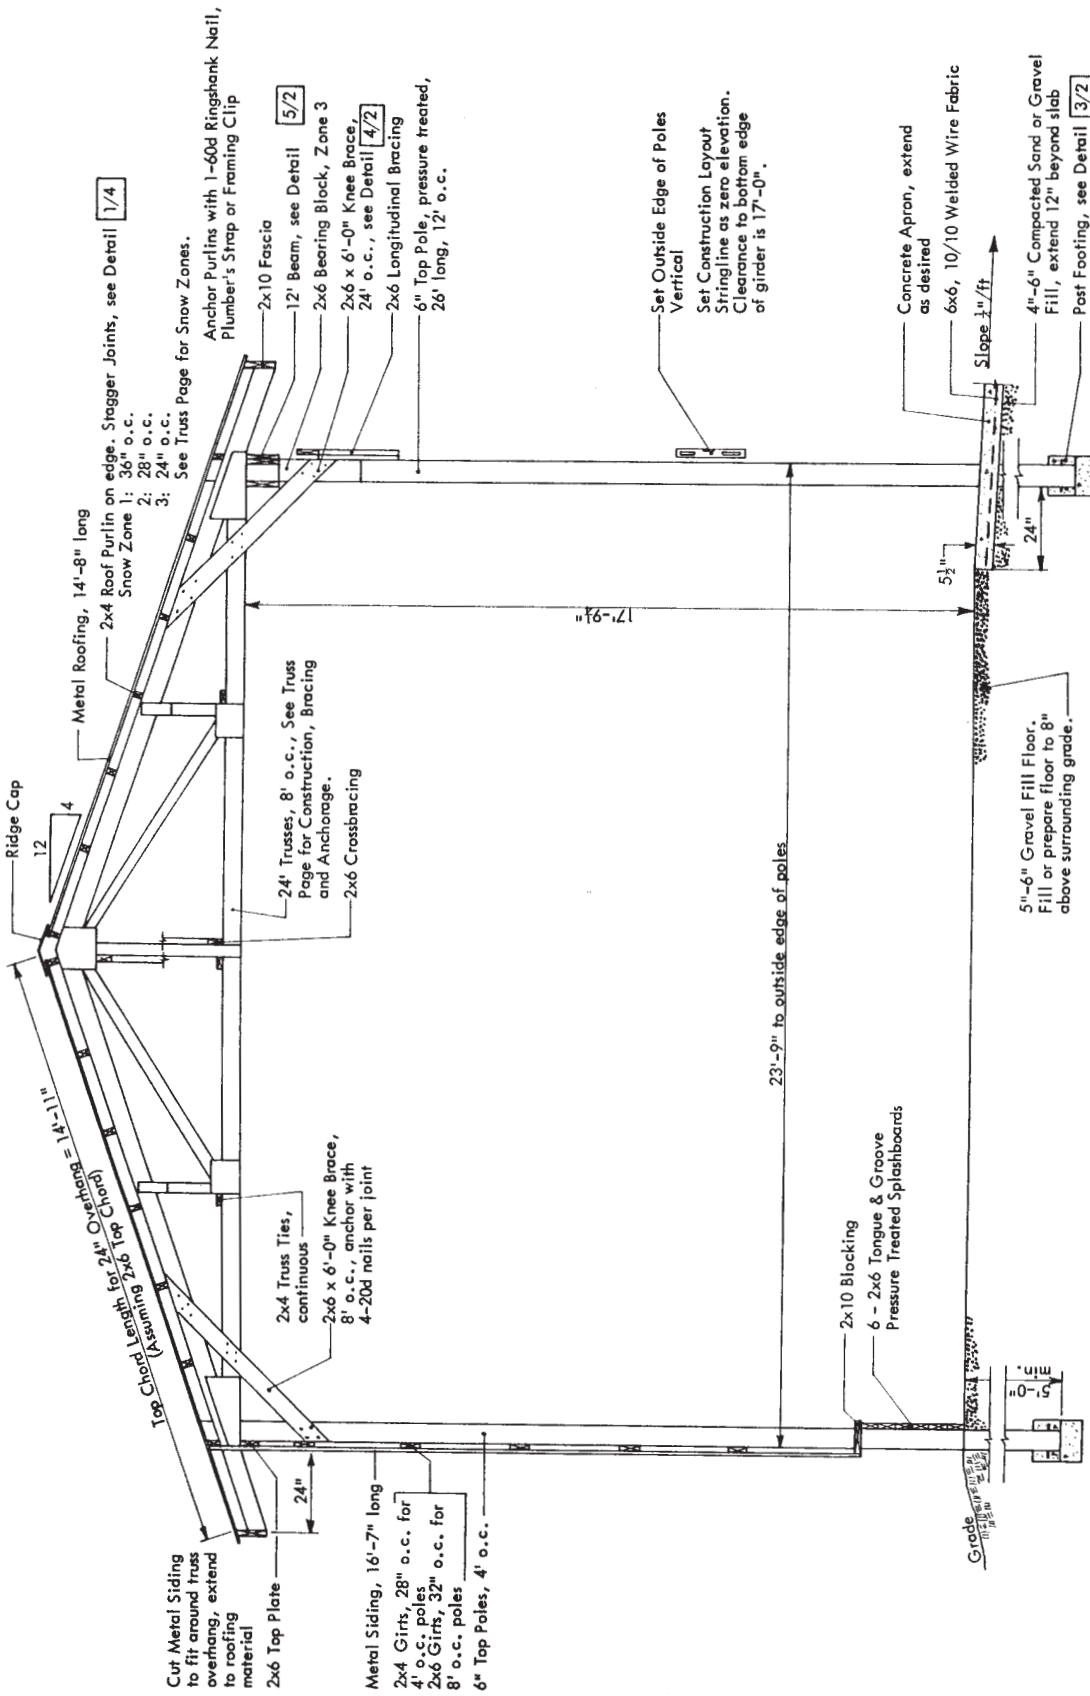 Ridge Cap
12
4
Metal Roofing, 14'-8" long
2x4 Roof Purlin on edge. Stagger Joints, see Detail 1/4
Snow Zone 1: 36" o.c.
2: 28" o.c.
3: 24" o.c.
See Truss Page for Snow Zones.
Anchor Purlins with 1-60d Ringshank Nail,
Plumber's Strap or Framing Clip
2x10 Fascia
12' Beam, see Detail 5/2
2x6 Bearing Block, Zone 3
2x6 x 6'-0" Knee Brace,
24' o.c., see Detail 4/2
2x6 Longitudinal Bracing
6" Top Pole, pressure treated,
26' long, 12' o.c.
Top Chord Length for 24" Overhang = 14'-11"
(Assuming 2x6 Top Chord)
24' Trusses, 8' o.c., See Truss
Page for Construction, Bracing
and Anchorage.
2x6 Crossbracing
Cut Metal Siding
to fit around truss
overhang, extend
to roofing
material
2x6 Top Plate
24"
2x4 Truss Ties,
continuous
2x6 x 6'-0" Knee Brace,
8' o.c., anchor with
4-20d nails per joint
Metal Siding, 16'-7" long
2x4 Girts, 28" o.c. for
4' o.c. poles
2x6 Girts, 32" o.c. for
8' o.c. poles
6" Top Poles, 4' o.c.
17'-9¼"
Set Outside Edge of Poles
Vertical
Set Construction Layout
Stringline as zero elevation.
Clearance to bottom edge
of girder is 17'-0".
23'-9" to outside edge of poles
2x10 Blocking
6 - 2x6 Tongue & Groove
Pressure Treated Splashboards
Concrete Apron, extend
as desired
6x6, 10/10 Welded Wire Fabric
Slope ½"/ft
4"-6" Compacted Sand or Gravel
Fill, extend 12" beyond slab
Post Footing, see Detail 3/2
5½"
24"
5"-6" Gravel Fill Floor.
Fill or prepare floor to 8"
above surrounding grade.
Grade
5'-0"
min.